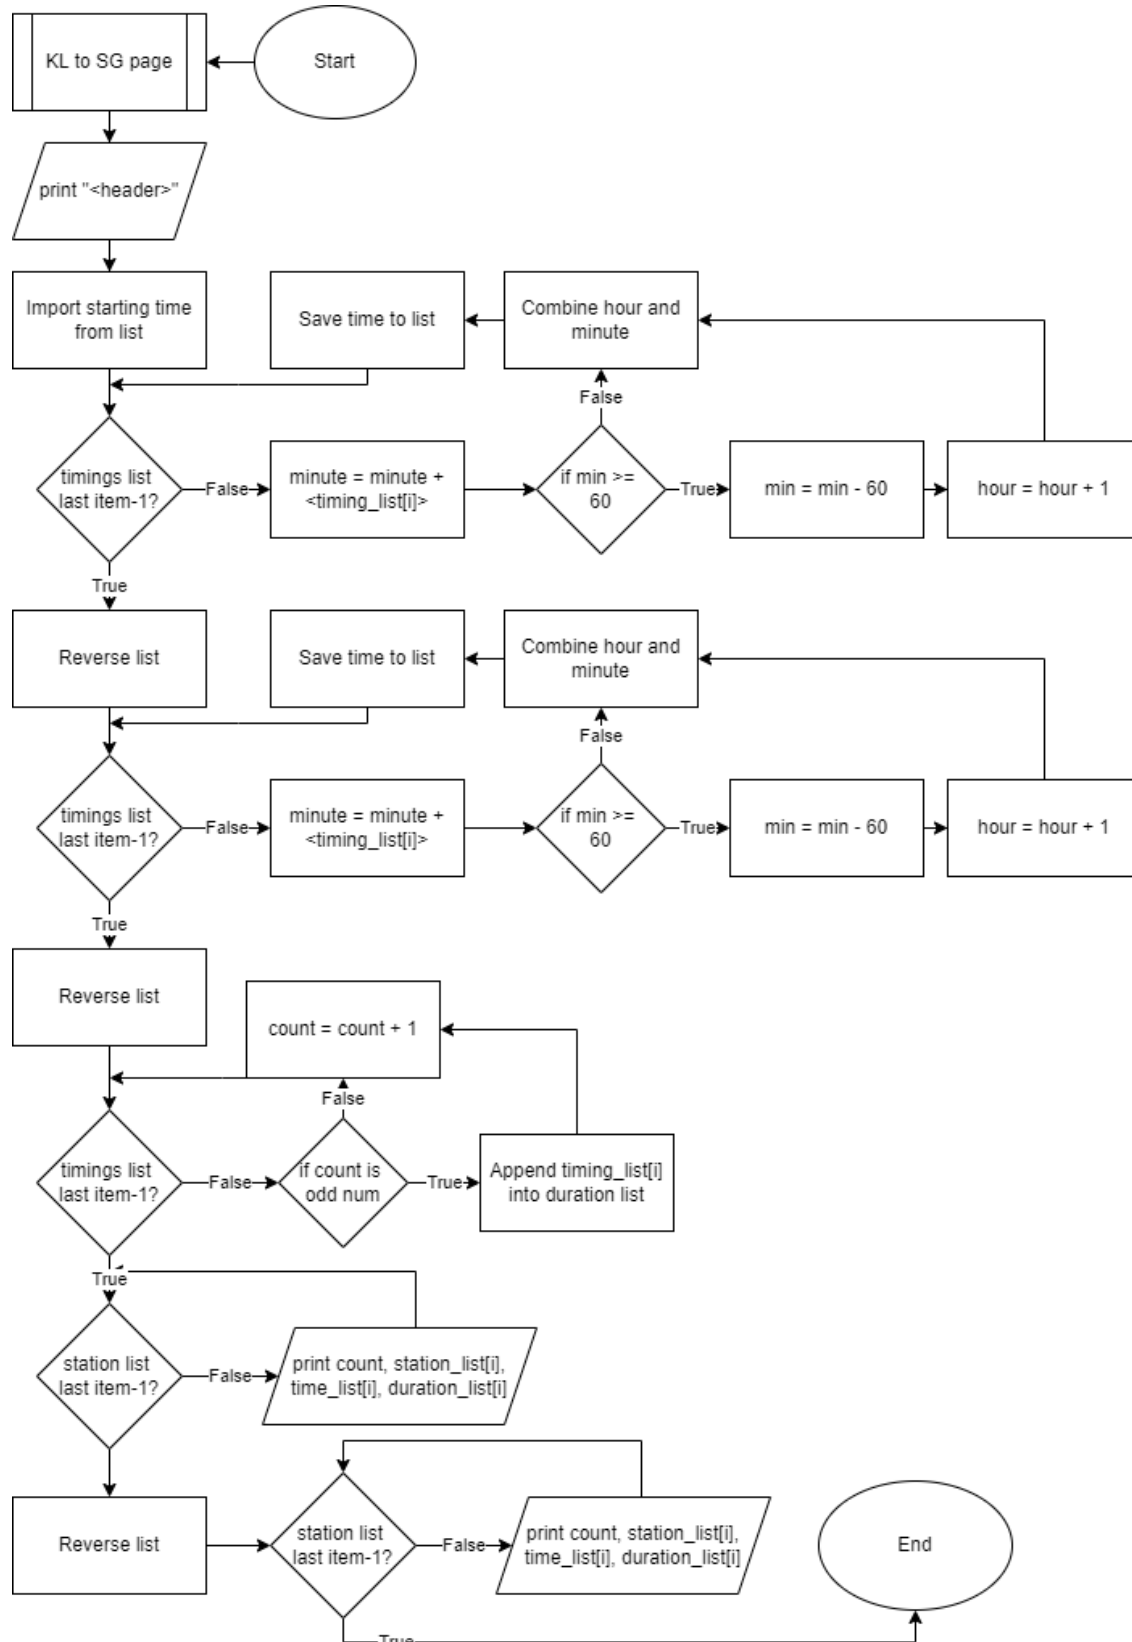 KL to SG page
Start
print "<header>"
Import starting time
from list
Save time to list
Combine hour and
minute
False
timings list
last item-1?
False
minute = minute +
<timing_list[i]>
if min >=
60
True
min = min - 60
hour = hour + 1
True
Reverse list
Save time to list
Combine hour and
minute
False
timings list
last item-1?
False
minute = minute +
<timing_list[i]>
if min >=
60
True
min = min - 60
hour = hour + 1
True
Reverse list
count = count + 1
False
timings list
last item-1?
False
if count is
odd num
True
Append timing_list[i]
into duration list
True
station list
last item-1?
False
print count, station_list[i],
time_list[i], duration_list[i]
Reverse list
station list
last item-1?
False
print count, station_list[i],
time_list[i], duration_list[i]
End
True